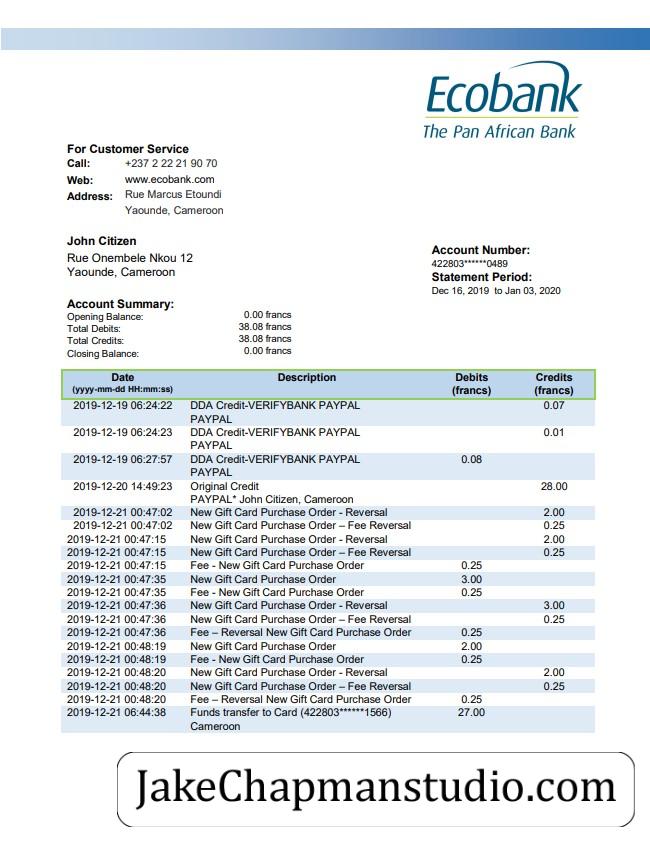 Ecobank
The Pan African Bank
For Customer Service
Call: +237 2 22 21 90 70
Web: www.ecobank.com
Address: Rue Marcus Etoundi
Yaounde, Cameroon
John Citizen
Rue Onembele Nkou 12
Yaounde, Cameroon
Account Number:
422803******0489
Statement Period:
Dec 16, 2019 to Jan 03, 2020
Account Summary:
Opening Balance: 0.00 francs
Total Debits: 38.08 francs
Total Credits: 38.08 francs
Closing Balance: 0.00 francs
Date Description Debits Credits
(yyyy-mm-dd HH:mm:ss) (francs) (francs)
2019-12-19 06:24:22 DDA Credit-VERIFYBANK PAYPAL 0.07
PAYPAL
2019-12-19 06:24:23 DDA Credit-VERIFYBANK PAYPAL 0.01
PAYPAL
2019-12-19 06:27:57 DDA Credit-VERIFYBANK PAYPAL 0.08
PAYPAL
2019-12-20 14:49:23 Original Credit 28.00
PAYPAL* John Citizen, Cameroon
2019-12-21 00:47:02 New Gift Card Purchase Order - Reversal 2.00
2019-12-21 00:47:02 New Gift Card Purchase Order – Fee Reversal 0.25
2019-12-21 00:47:15 New Gift Card Purchase Order - Reversal 2.00
2019-12-21 00:47:15 New Gift Card Purchase Order – Fee Reversal 0.25
2019-12-21 00:47:15 Fee - New Gift Card Purchase Order 0.25
2019-12-21 00:47:35 New Gift Card Purchase Order 3.00
2019-12-21 00:47:35 Fee - New Gift Card Purchase Order 0.25
2019-12-21 00:47:36 New Gift Card Purchase Order - Reversal 3.00
2019-12-21 00:47:36 New Gift Card Purchase Order – Fee Reversal 0.25
2019-12-21 00:47:36 Fee – Reversal New Gift Card Purchase Order 0.25
2019-12-21 00:48:19 New Gift Card Purchase Order 2.00
2019-12-21 00:48:19 Fee - New Gift Card Purchase Order 0.25
2019-12-21 00:48:20 New Gift Card Purchase Order - Reversal 2.00
2019-12-21 00:48:20 New Gift Card Purchase Order – Fee Reversal 0.25
2019-12-21 00:48:20 Fee – Reversal New Gift Card Purchase Order 0.25
2019-12-21 06:44:38 Funds transfer to Card (422803******1566) 27.00
Cameroon
JakeChapmanstudio.com